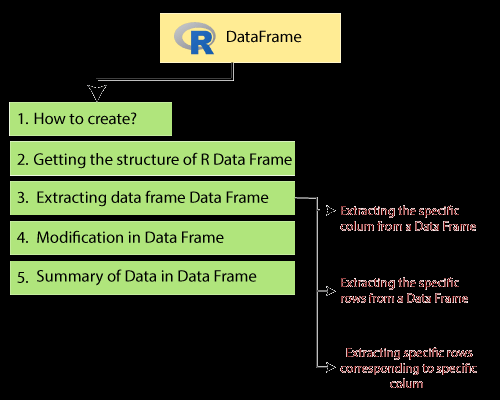 R DataFrame
1. How to create?
2. Getting the structure of R Data Frame
3. Extracting data frame Data Frame
4. Modification in Data Frame
5. Summary of Data in Data Frame
Extracting the specific
colum from a Data Frame
Extracting the specific
rows from a Data Frame
Extracting specific rows
corresponding to specific
colum